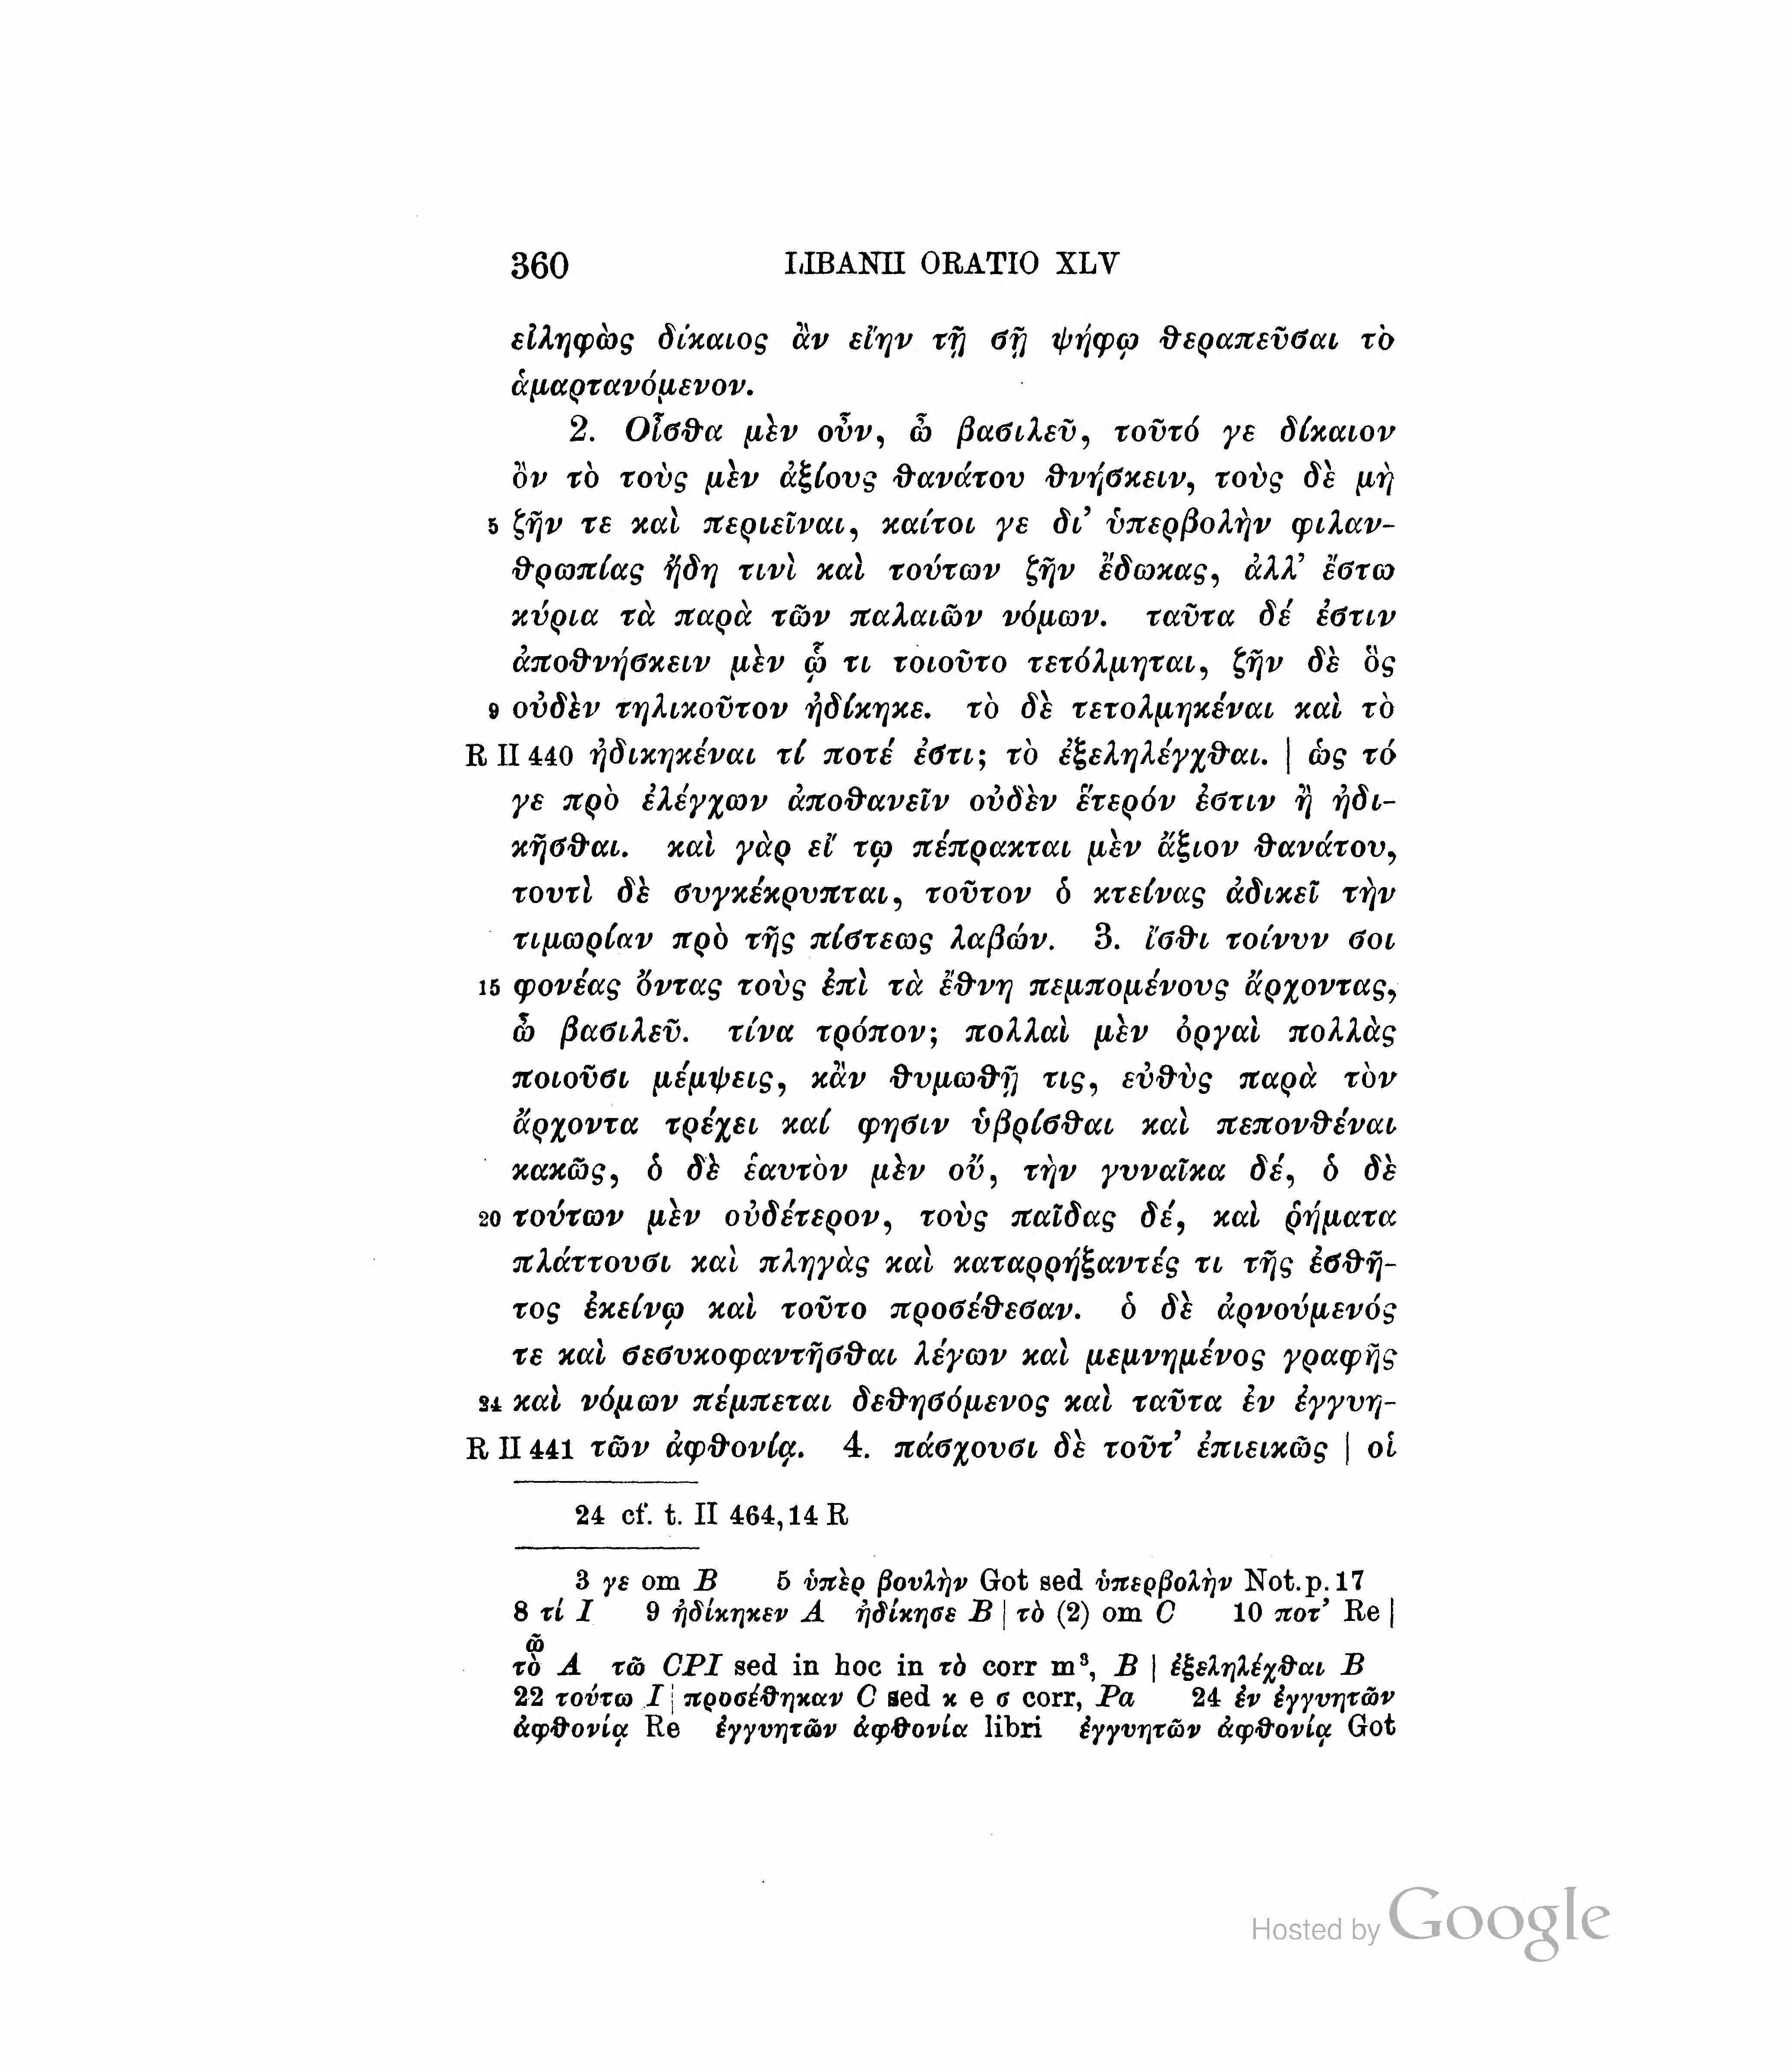 360 LIBANII ORATIO XLV
εἰληφὼς δίκαιος ἂν εἴην τῇ σῇ ψήφῳ θεραπεῦσαι τὸ
ἁμαρτανόμενον.
2. Οἶσθα μὲν οὖν, ὦ βασιλεῦ, τοῦτό γε δίκαιον
ὂν τὸ τοὺς μὲν ἀξίους θανάτου θνῄσκειν, τοὺς δὲ μὴ
5 ζῆν τε καὶ περιεῖναι, καίτοι γε δι’ ὑπερβολὴν φιλαν-
θρωπίας ἤδη τινὶ καὶ τούτων ζῆν ἔδωκας, ἀλλ’ ἔστω
κύρια τὰ παρὰ τῶν παλαιῶν νόμων. ταῦτα δέ ἐστιν
ἀποθνήσκειν μὲν ᾧ τι τοιοῦτο τετόλμηται, ζῆν δὲ ὃς
9 οὐδὲν τηλικοῦτον ἠδίκηκε. τὸ δὲ τετολμηκέναι καὶ τὸ
R II 440 ἠδικηκέναι τί ποτέ ἐστι; τὸ ἐξεληλέγχθαι. | ὡς τό
γε πρὸ ἐλέγχων ἀποθανεῖν οὐδὲν ἕτερόν ἐστιν ἢ ἠδι-
κῆσθαι. καὶ γὰρ εἴ τῳ πέπρακται μὲν ἄξιον θανάτου,
τουτὶ δὲ συγκέκρυπται, τοῦτον ὁ κτείνας ἀδικεῖ τὴν
τιμωρίαν πρὸ τῆς πίστεως λαβών. 3. ἴσθι τοίνυν σοι
15 φονέας ὄντας τοὺς ἐπὶ τὰ ἔθνη πεμπομένους ἄρχοντας,
ὦ βασιλεῦ. τίνα τρόπον; πολλαὶ μὲν ὀργαὶ πολλὰς
ποιοῦσι μέμψεις, κἂν θυμωθῇ τις, εὐθὺς παρὰ τὸν
ἄρχοντα τρέχει καί φησιν ὑβρίσθαι καὶ πεπονθέναι
κακῶς, ὁ δὲ ἑαυτὸν μὲν οὔ, τὴν γυναῖκα δέ, ὁ δὲ
20 τούτων μὲν οὐδέτερον, τοὺς παῖδας δέ, καὶ ῥήματα
πλάττουσι καὶ πληγὰς καὶ καταρρήξαντές τι τῆς ἐσθῆ-
τος ἐκείνῳ καὶ τοῦτο προσέθεσαν. ὁ δὲ ἀρνούμενός
τε καὶ σεσυκοφαντῆσθαι λέγων καὶ μεμνημένος γραφῆς
24 καὶ νόμων πέμπεται δεθησόμενος καὶ ταῦτα ἐν ἐγγυη-
R II 441 τῶν ἀφθονίᾳ. 4. πάσχουσι δὲ τοῦτ’ ἐπιεικῶς | οἱ
24 cf. t. II 464,14 R
3 γε om B 5 ὑπὲρ βουλὴν Got sed ὑπερβολὴν Not. p. 17
8 τί I 9 ἠδίκηκεν A ἠδίκησε B | τὸ (2) om C 10 ποτ’ Re |
ῶ
τὸ A τῶ CPI sed in hoc in τὸ corr m³, B | ἐξεληλέχθαι B
22 τούτω I | προσέθηκαν C sed κ e σ corr, Pa 24 ἐν ἐγγυητῶν
ἀφθονίᾳ Re ἐγγυητῶν ἀφθονία libri ἐγγυητῶν ἀφθονίᾳ Got
Hosted by Google